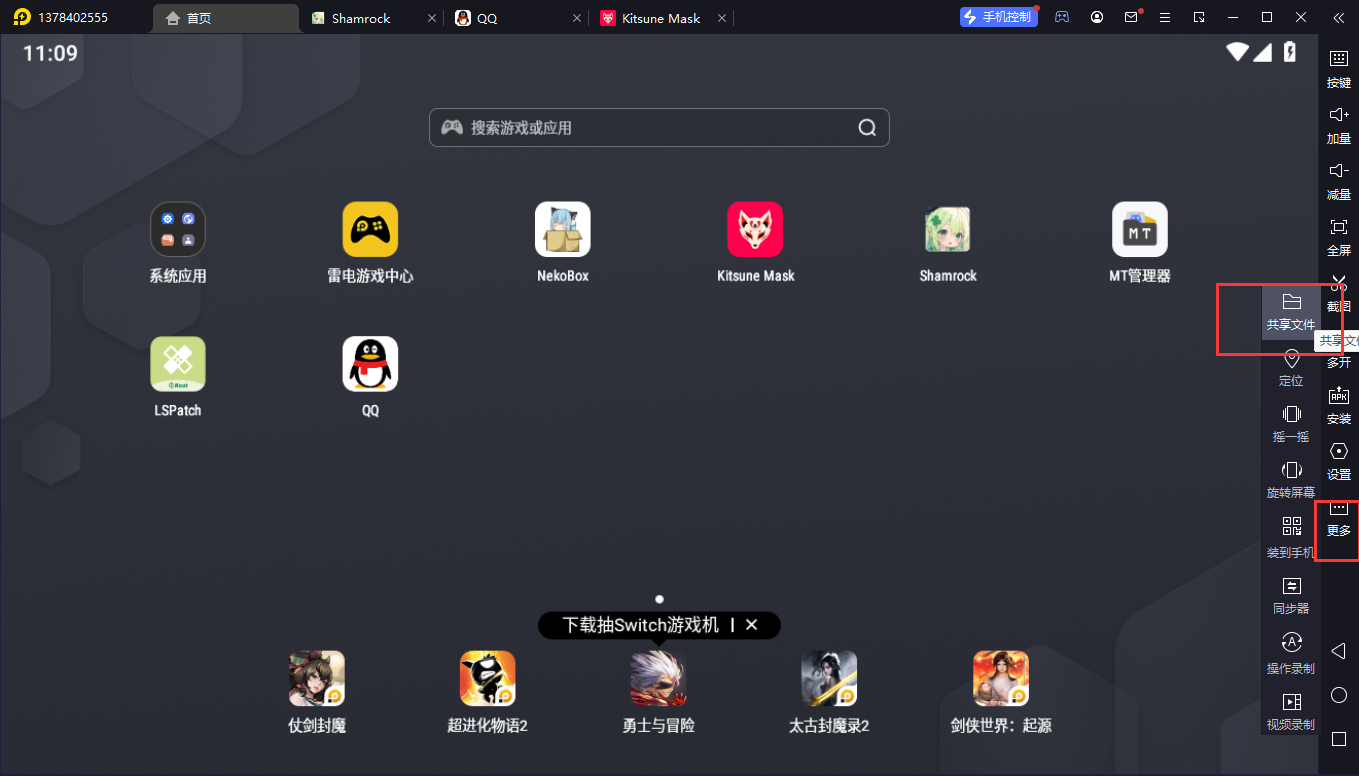 1378402555
首页
Shamrock
QQ
Kitsune Mask
手机控制
11:09
搜索游戏或应用
系统应用
雷电游戏中心
NekoBox
Kitsune Mask
Shamrock
MT
MT管理器
Root
LSPatch
QQ
下载抽Switch游戏机
仗剑封魔
超进化物语2
勇士与冒险
太古封魔录2
剑侠世界：起源
共享文件
定位
摇一摇
旋转屏幕
装到手机
同步器
A
操作录制
视频录制
按键
加量
减量
全屏
截图
共享文件
多开
APK
安装
设置
更多